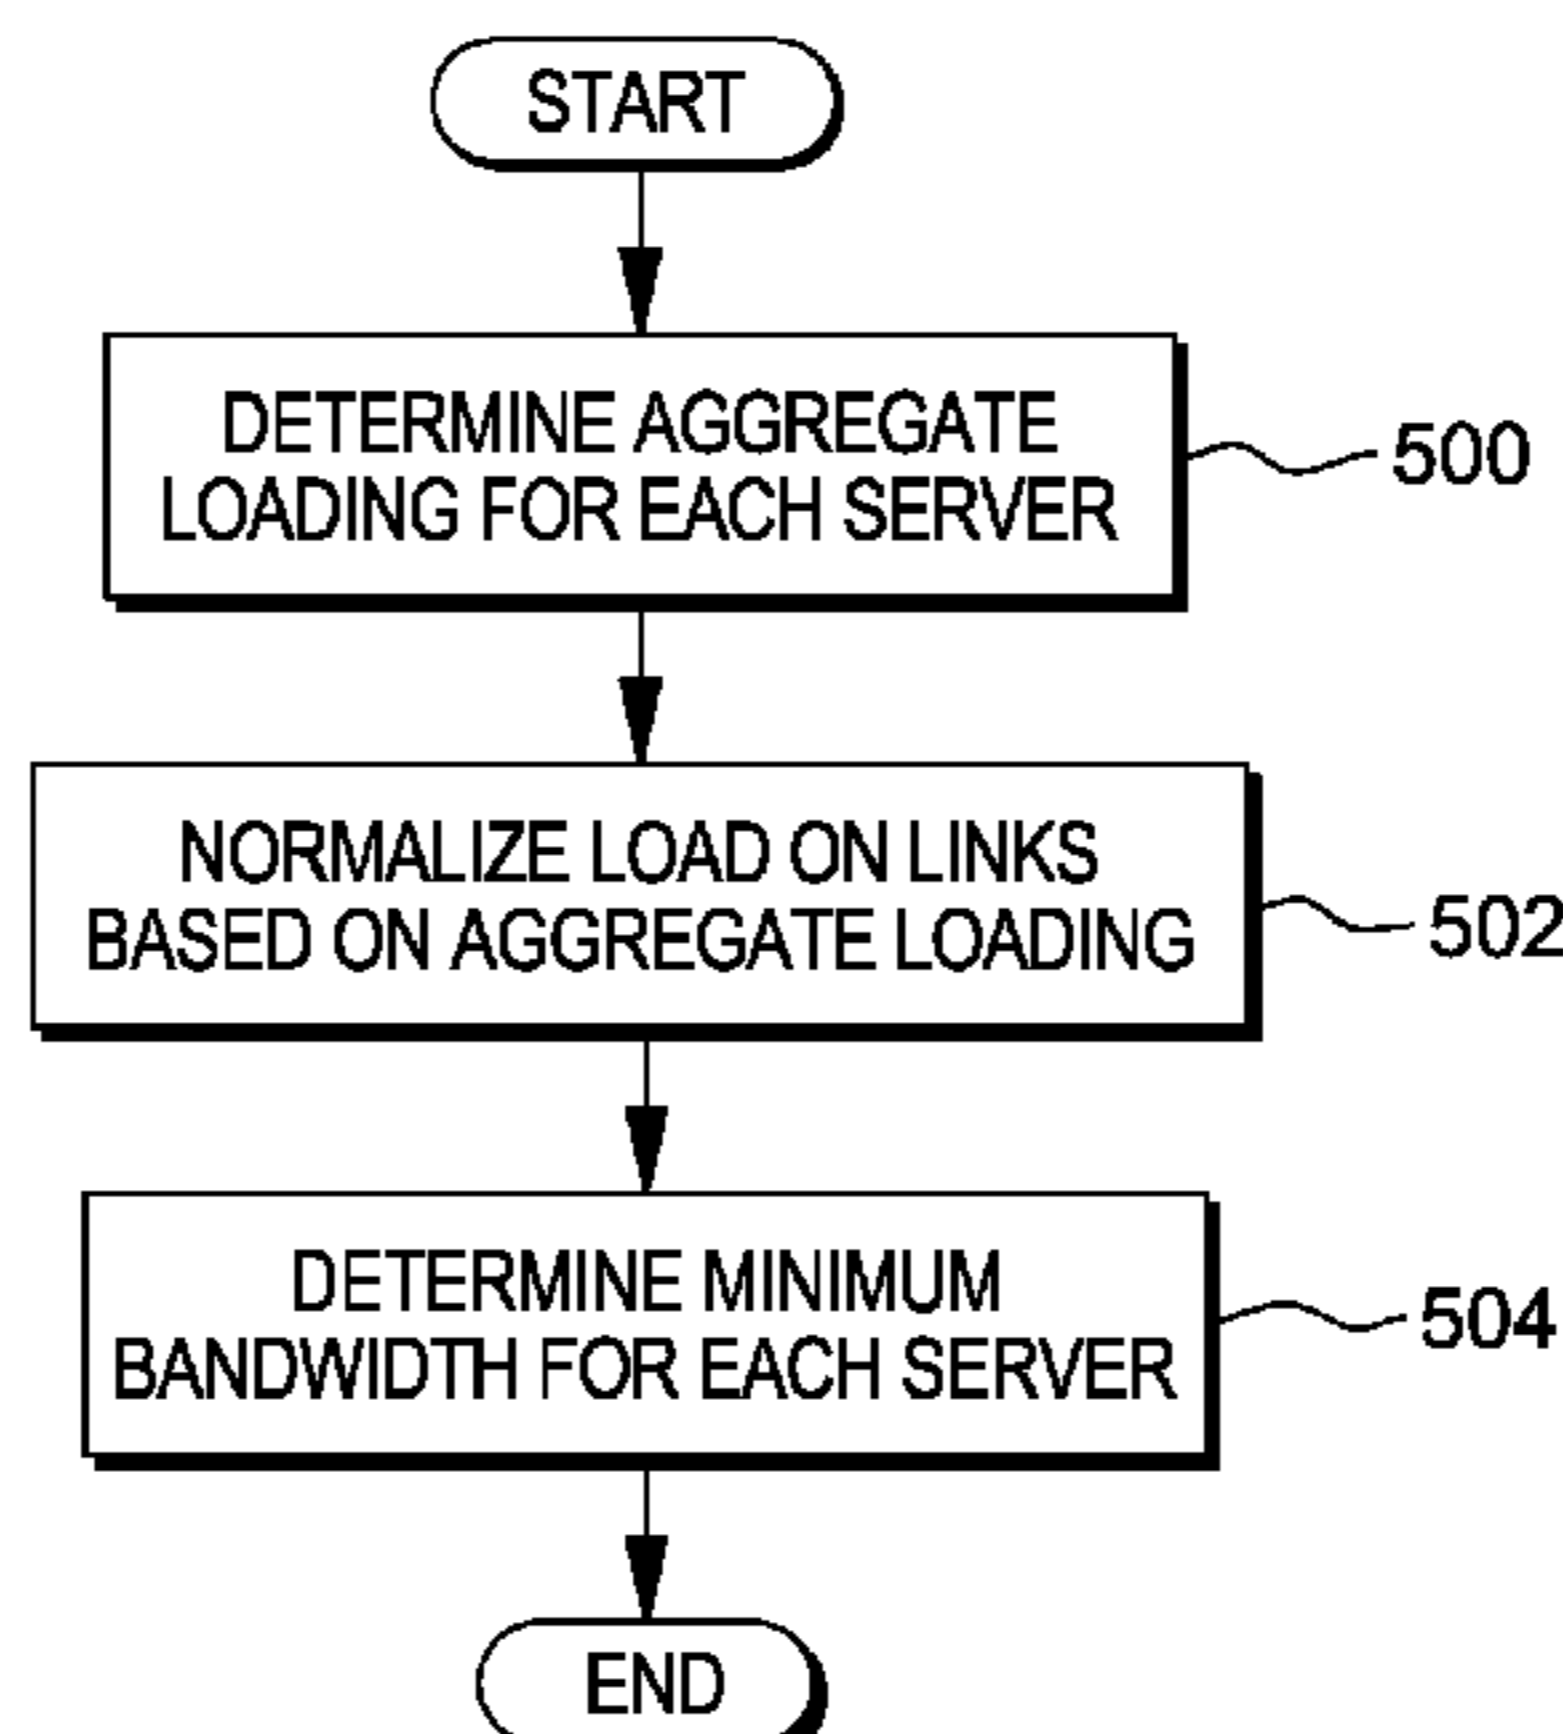 START
DETERMINE AGGREGATE
LOADING FOR EACH SERVER
500
NORMALIZE LOAD ON LINKS
BASED ON AGGREGATE LOADING
502
DETERMINE MINIMUM
BANDWIDTH FOR EACH SERVER
504
END